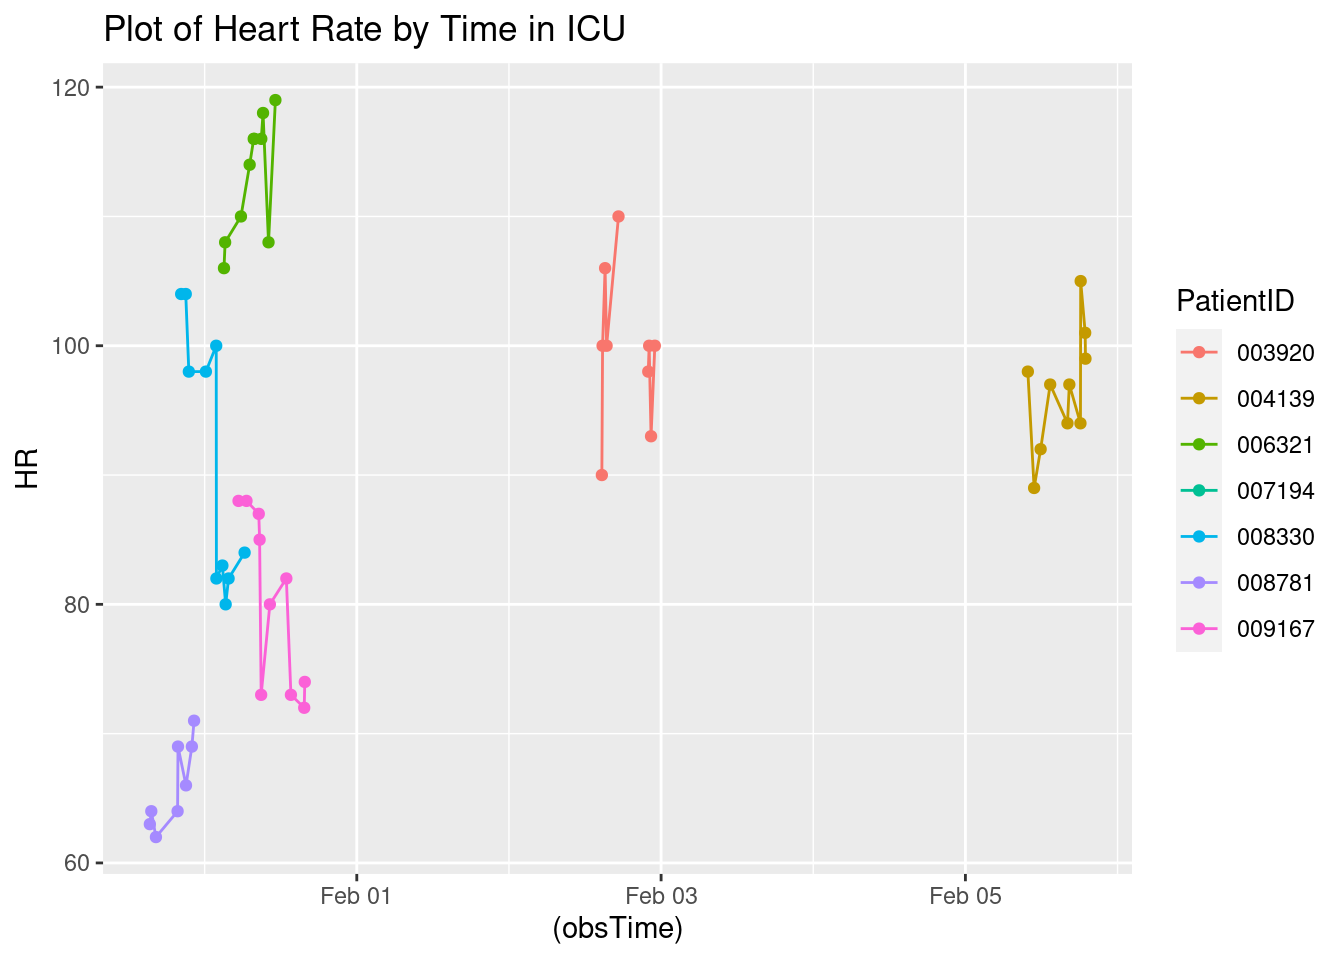 Plot of Heart Rate by Time in ICU
120
100
80
60
HR
Feb 01
Feb 03
Feb 05
(obsTime)
PatientID
003920
004139
006321
007194
008330
008781
009167